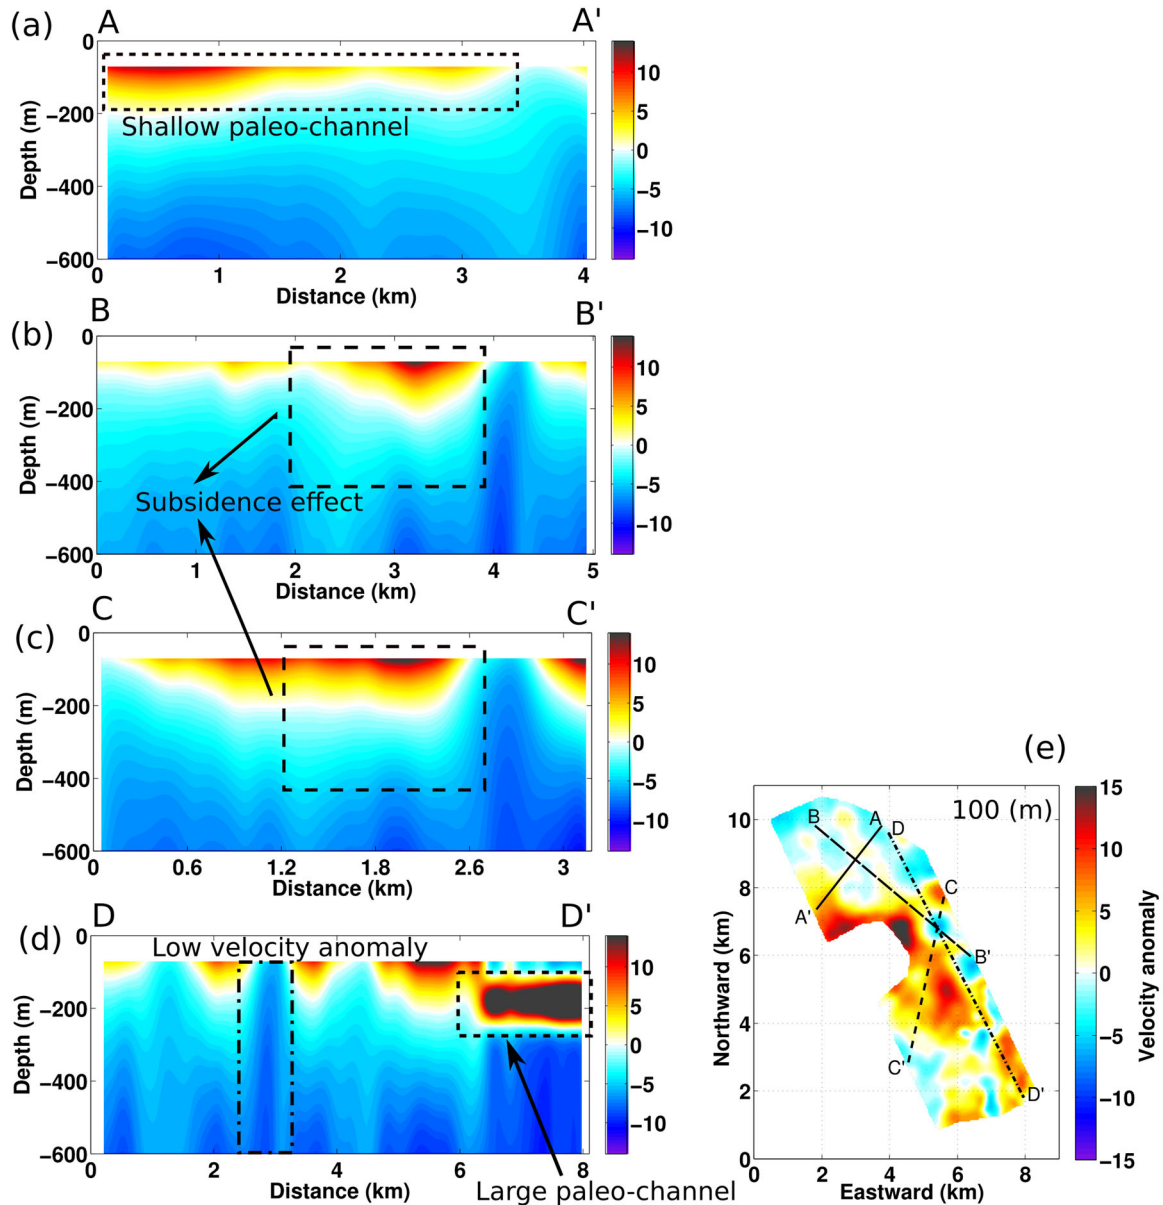 (a)
A
A'
0
−200
−400
−600
Depth (m)
Shallow paleo-channel
0
1
2
3
4
Distance (km)
10
5
0
−5
−10
(b)
B
B'
0
−200
−400
−600
Depth (m)
Subsidence effect
0
1
2
3
4
5
Distance (km)
10
5
0
−5
−10
(c)
C
C'
0
−200
−400
−600
Depth (m)
0
0.6
1.2
1.8
2.6
3
Distance (km)
10
5
0
−5
−10
(d)
D
D'
Low velocity anomaly
0
−200
−400
−600
Depth (m)
0
2
4
6
8
Distance (km)
10
5
0
−5
−10
Large paleo-channel
(e)
100 (m)
B
A
D
C
A'
B'
C'
D'
10
8
6
4
2
0
Northward (km)
0
2
4
6
8
Eastward (km)
15
10
5
0
−5
−10
−15
Velocity anomaly